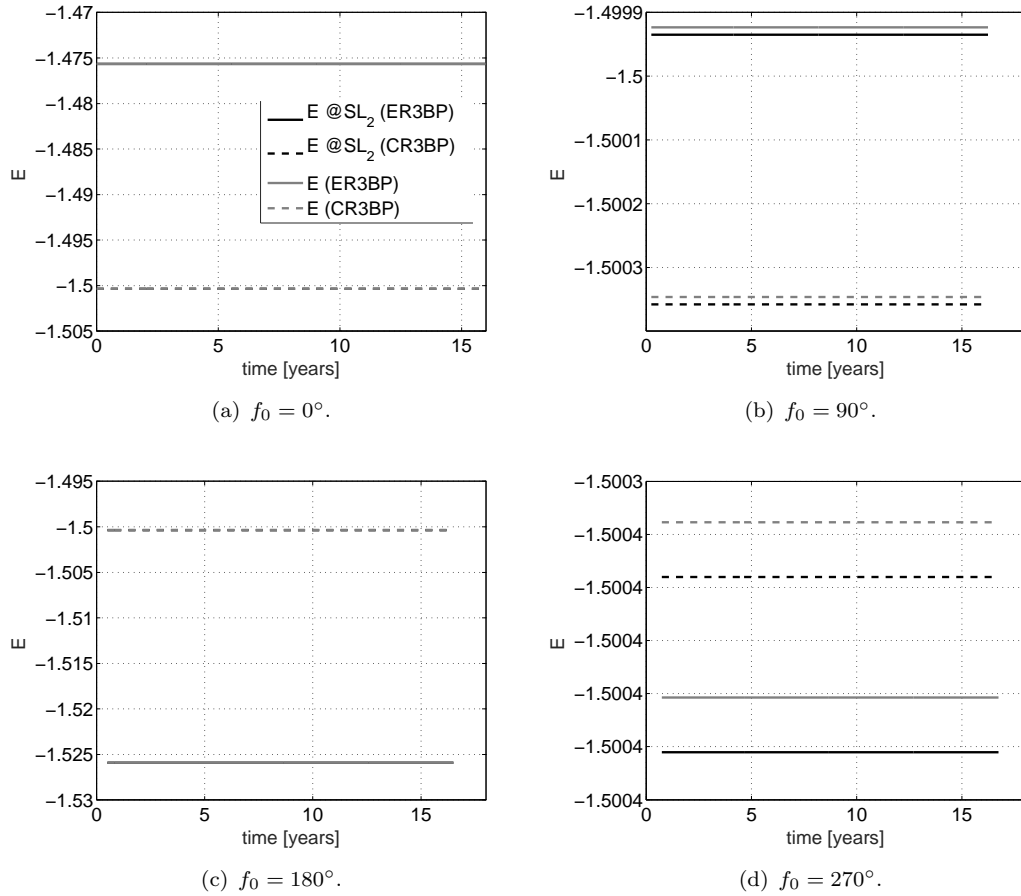 −1.47
−1.475
−1.48
−1.485
−1.49
−1.495
−1.5
−1.505
E
0
5
10
15
time [years]
E @SL2 (ER3BP)
E @SL2 (CR3BP)
E (ER3BP)
E (CR3BP)
(a) f0 = 0°.
−1.4999
−1.5
−1.5001
−1.5002
−1.5003
E
0
5
10
15
time [years]
(b) f0 = 90°.
−1.495
−1.5
−1.505
−1.51
−1.515
−1.52
−1.525
−1.53
E
0
5
10
15
time [years]
(c) f0 = 180°.
−1.5003
−1.5004
−1.5004
−1.5004
−1.5004
−1.5004
−1.5004
E
0
5
10
15
time [years]
(d) f0 = 270°.